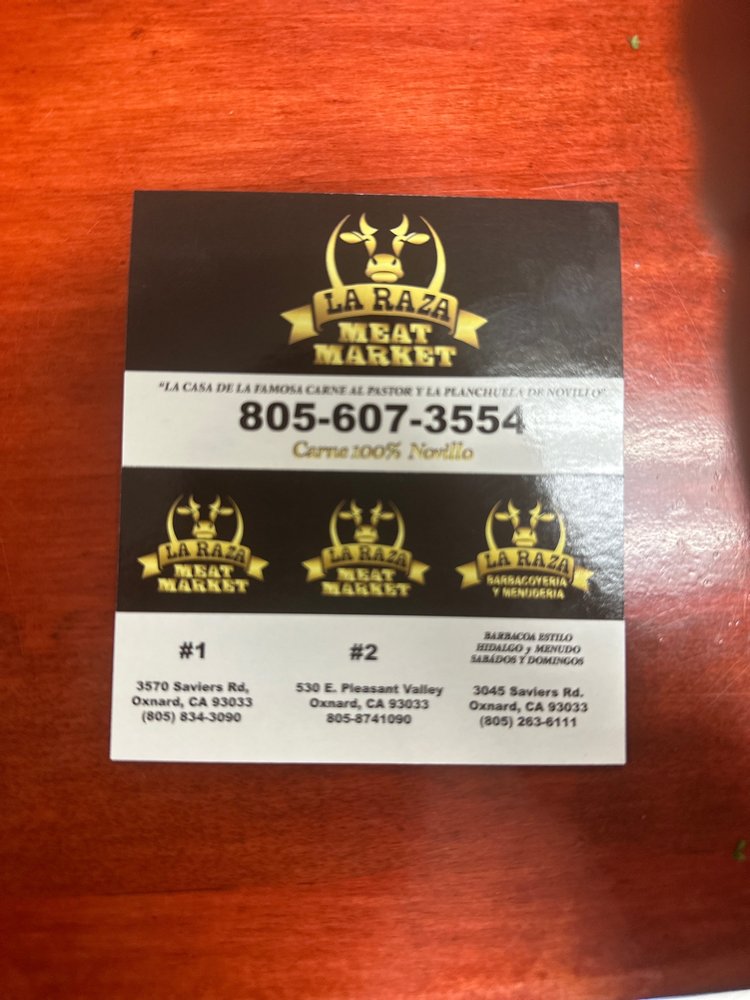 LA RAZA
MEAT
MARKET
"LA CASA DE LA FAMOSA CARNE AL PASTOR Y LA PLANCHUELA DE NOVILLO"
805-607-3554
Carne 100% Novillo
LA RAZA
MEAT
MARKET
LA RAZA
MEAT
MARKET
LA RAZA
BARBACOYERIA
Y MENUDERIA
#1
3570 Saviers Rd,
Oxnard, CA 93033
(805) 834-3090
#2
530 E. Pleasant Valley
Oxnard, CA 93033
805-8741090
BARBACOA ESTILO
HIDALGO y MENUDO
SABÁDOS Y DOMINGOS
3045 Saviers Rd.
Oxnard, CA 93033
(805) 263-6111